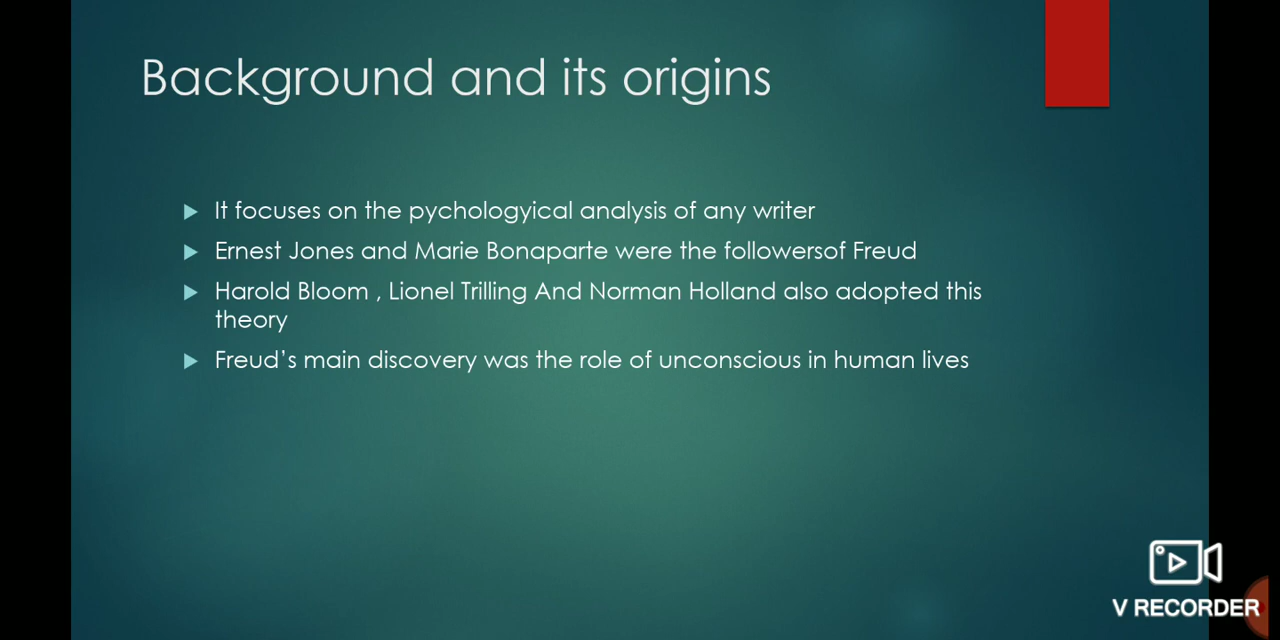 Background and its origins
It focuses on the pychologyical analysis of any writer
Ernest Jones and Marie Bonaparte were the followersof Freud
Harold Bloom , Lionel Trilling And Norman Holland also adopted this
theory
Freud’s main discovery was the role of unconscious in human lives
V RECORDER